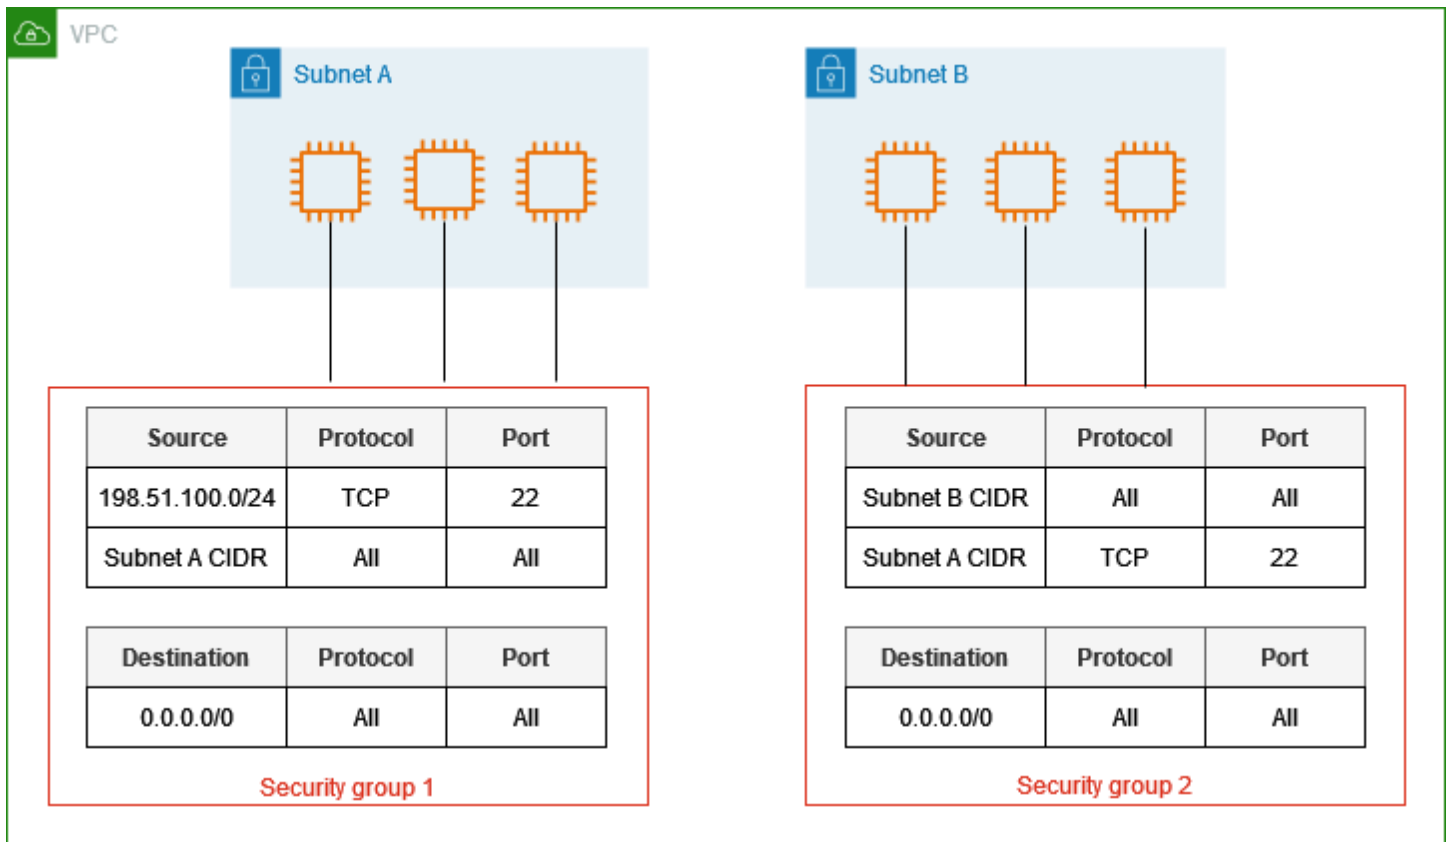 VPC
Subnet A
Subnet B
Source Protocol Port
198.51.100.0/24 TCP 22
Subnet A CIDR All All
Destination Protocol Port
0.0.0.0/0 All All
Security group 1
Source Protocol Port
Subnet B CIDR All All
Subnet A CIDR TCP 22
Destination Protocol Port
0.0.0.0/0 All All
Security group 2